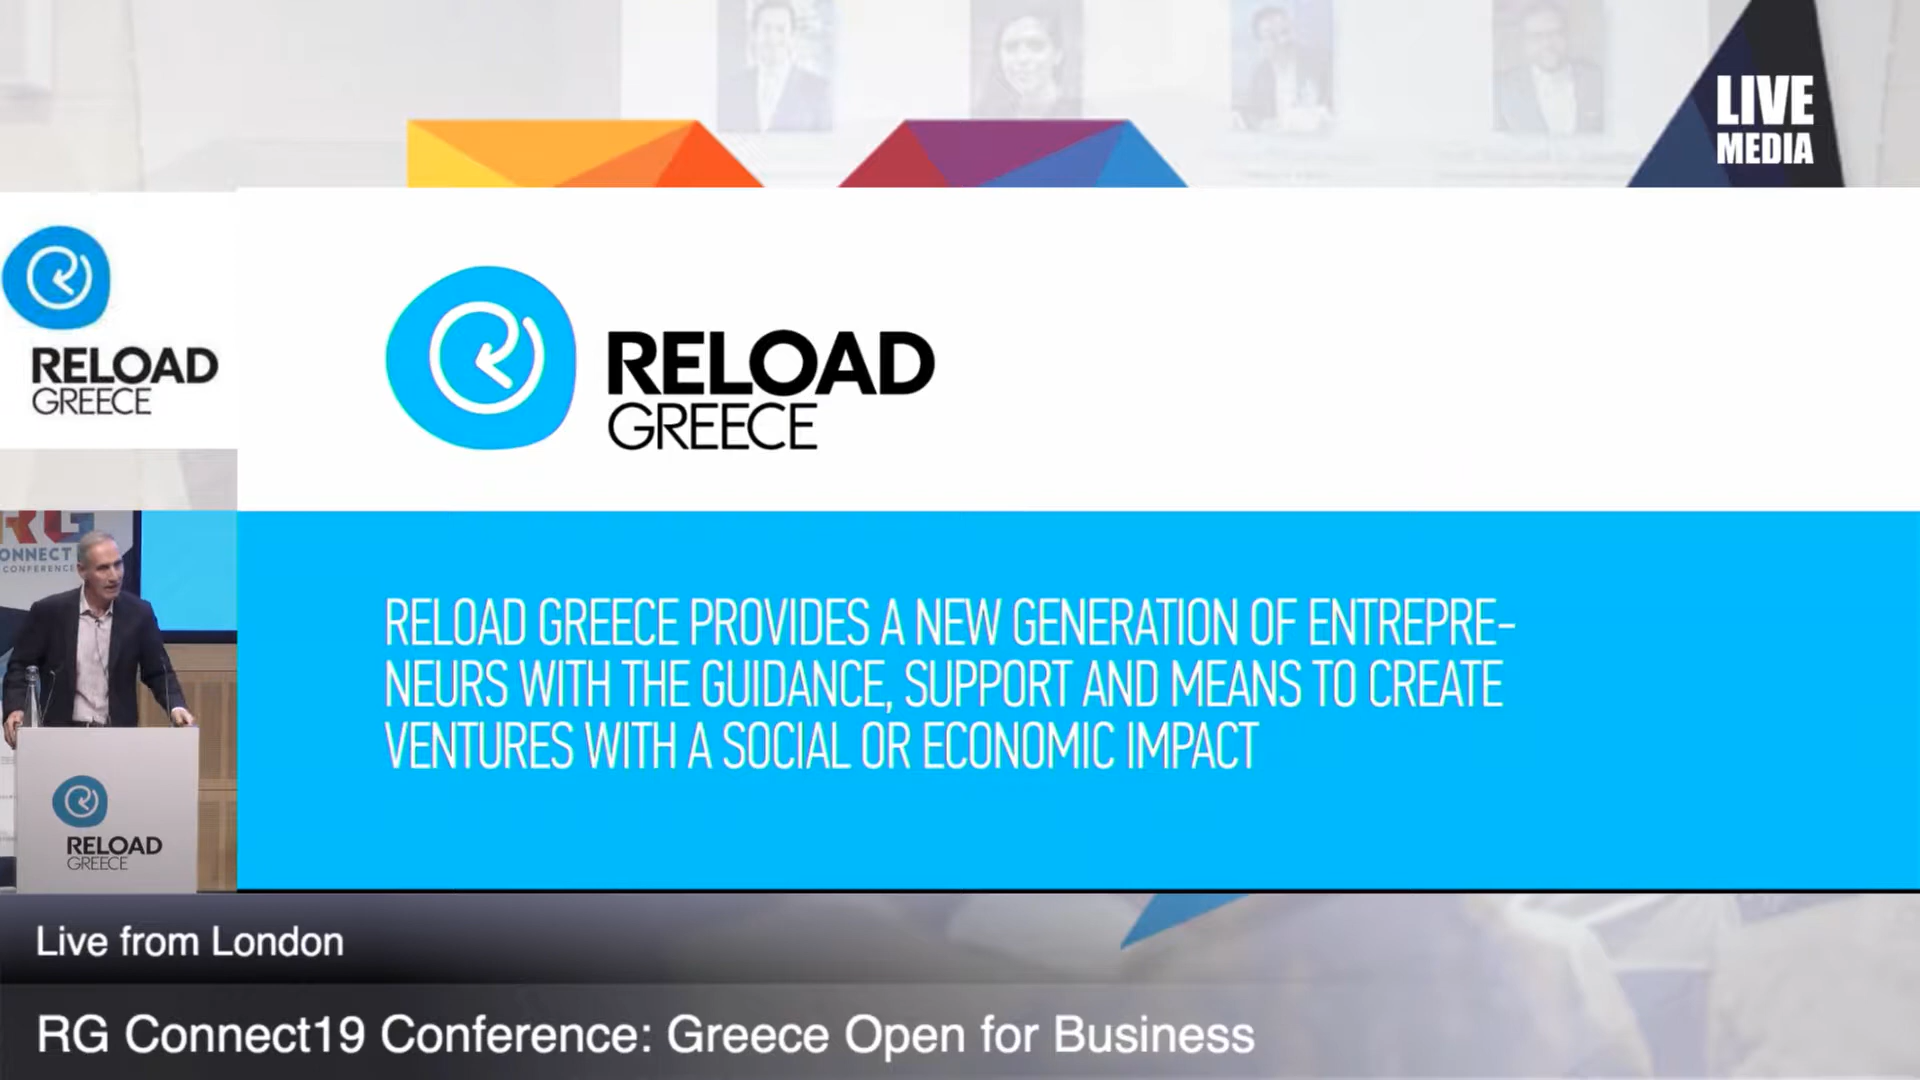 LIVE
MEDIA
RELOAD
GREECE
RELOAD
GREECE
RG
ONNECT
CONFERENCE
RELOAD GREECE PROVIDES A NEW GENERATION OF ENTREPRE-
NEURS WITH THE GUIDANCE, SUPPORT AND MEANS TO CREATE
VENTURES WITH A SOCIAL OR ECONOMIC IMPACT
RELOAD
GREECE
Live from London
RG Connect19 Conference: Greece Open for Business